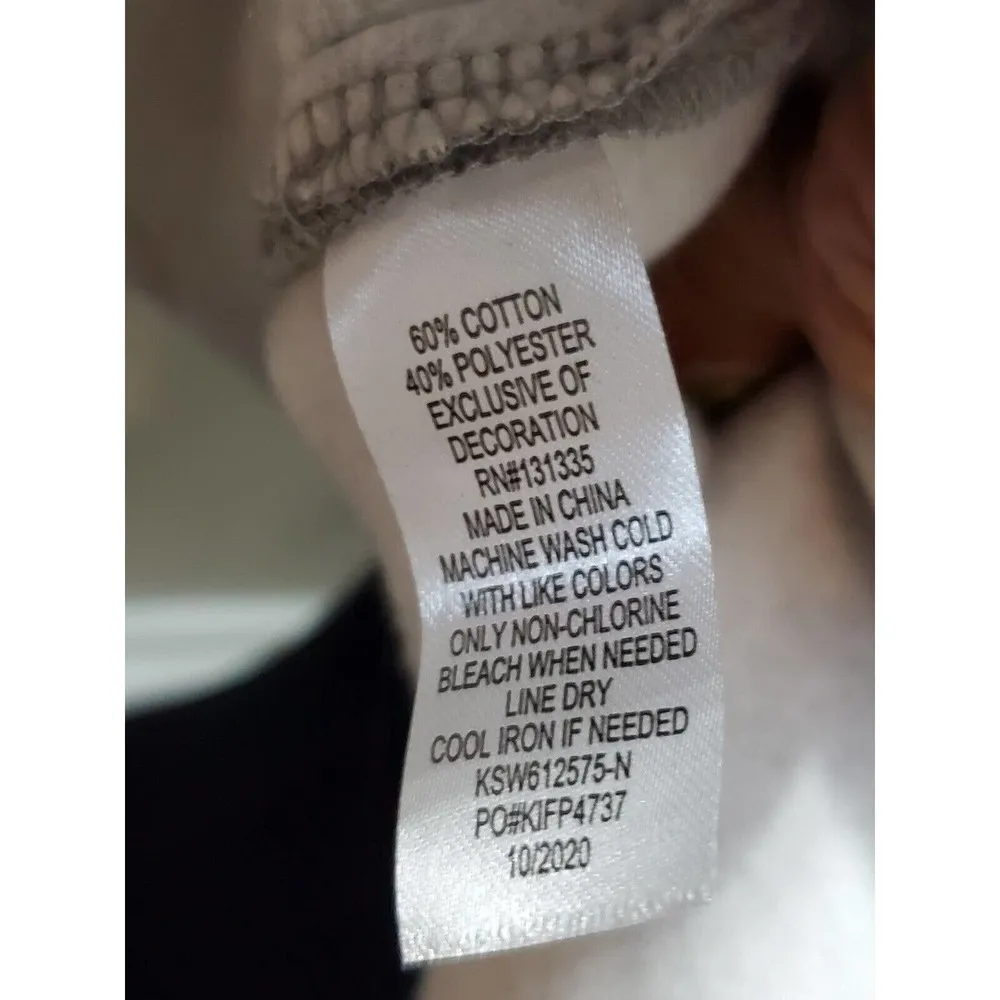 60% COTTON
40% POLYESTER
EXCLUSIVE OF
DECORATION
RN#131335
MADE IN CHINA
MACHINE WASH COLD
WITH LIKE COLORS
ONLY NON-CHLORINE
BLEACH WHEN NEEDED
LINE DRY
COOL IRON IF NEEDED
KSW612575-N
PO#KIFP4737
10/2020